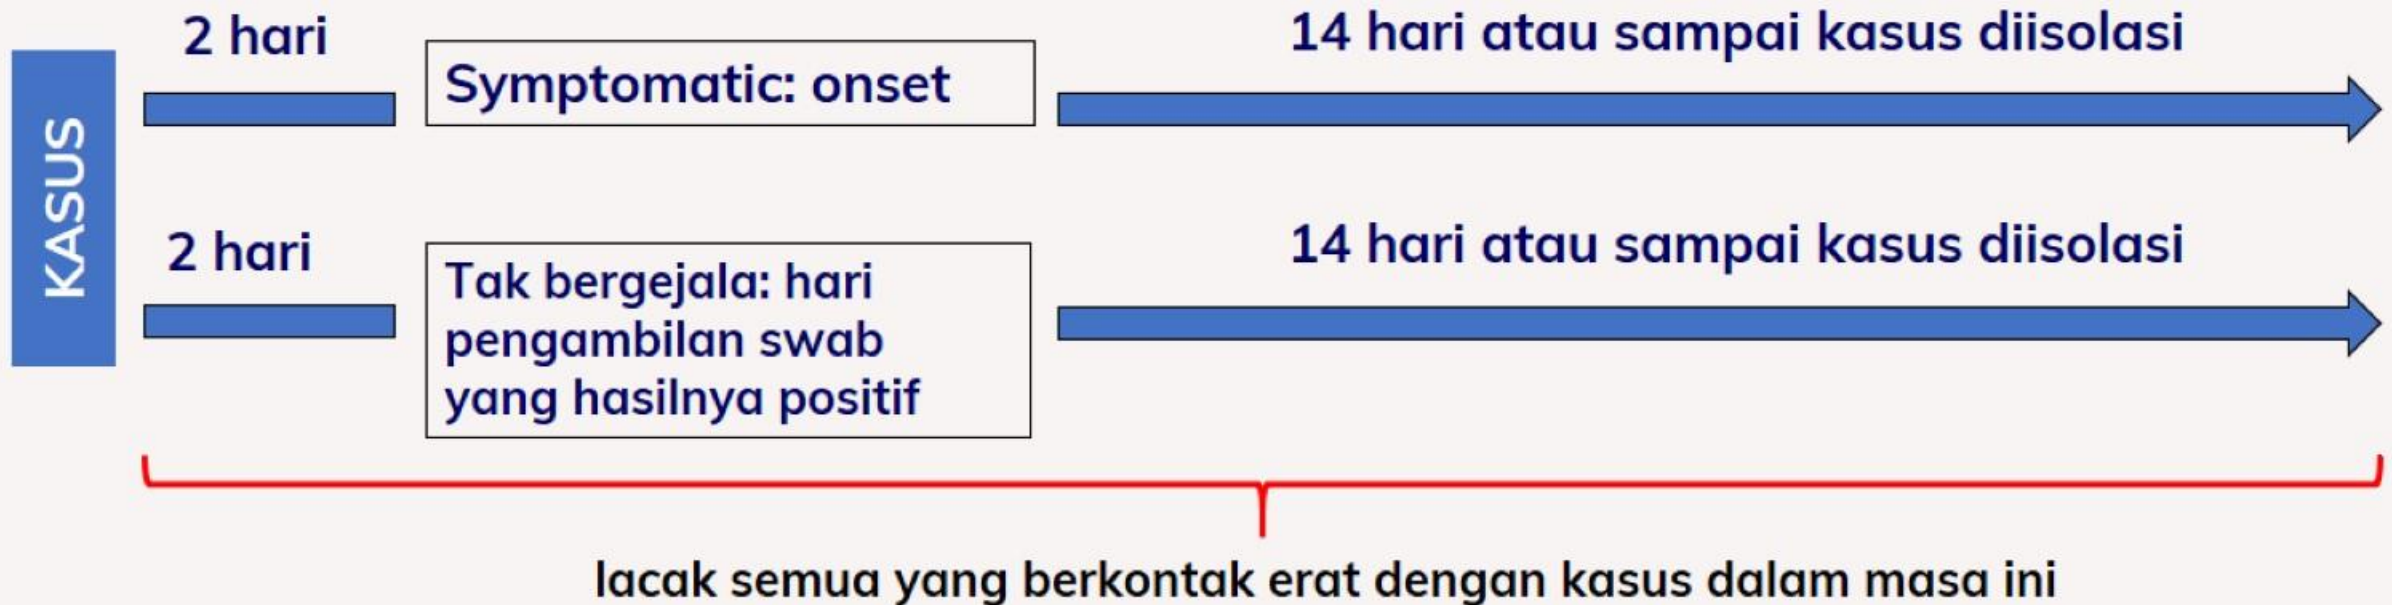 KASUS
2 hari
Symptomatic: onset
14 hari atau sampai kasus diisolasi
2 hari
Tak bergejala: hari
pengambilan swab
yang hasilnya positif
14 hari atau sampai kasus diisolasi
lacak semua yang berkontak erat dengan kasus dalam masa ini